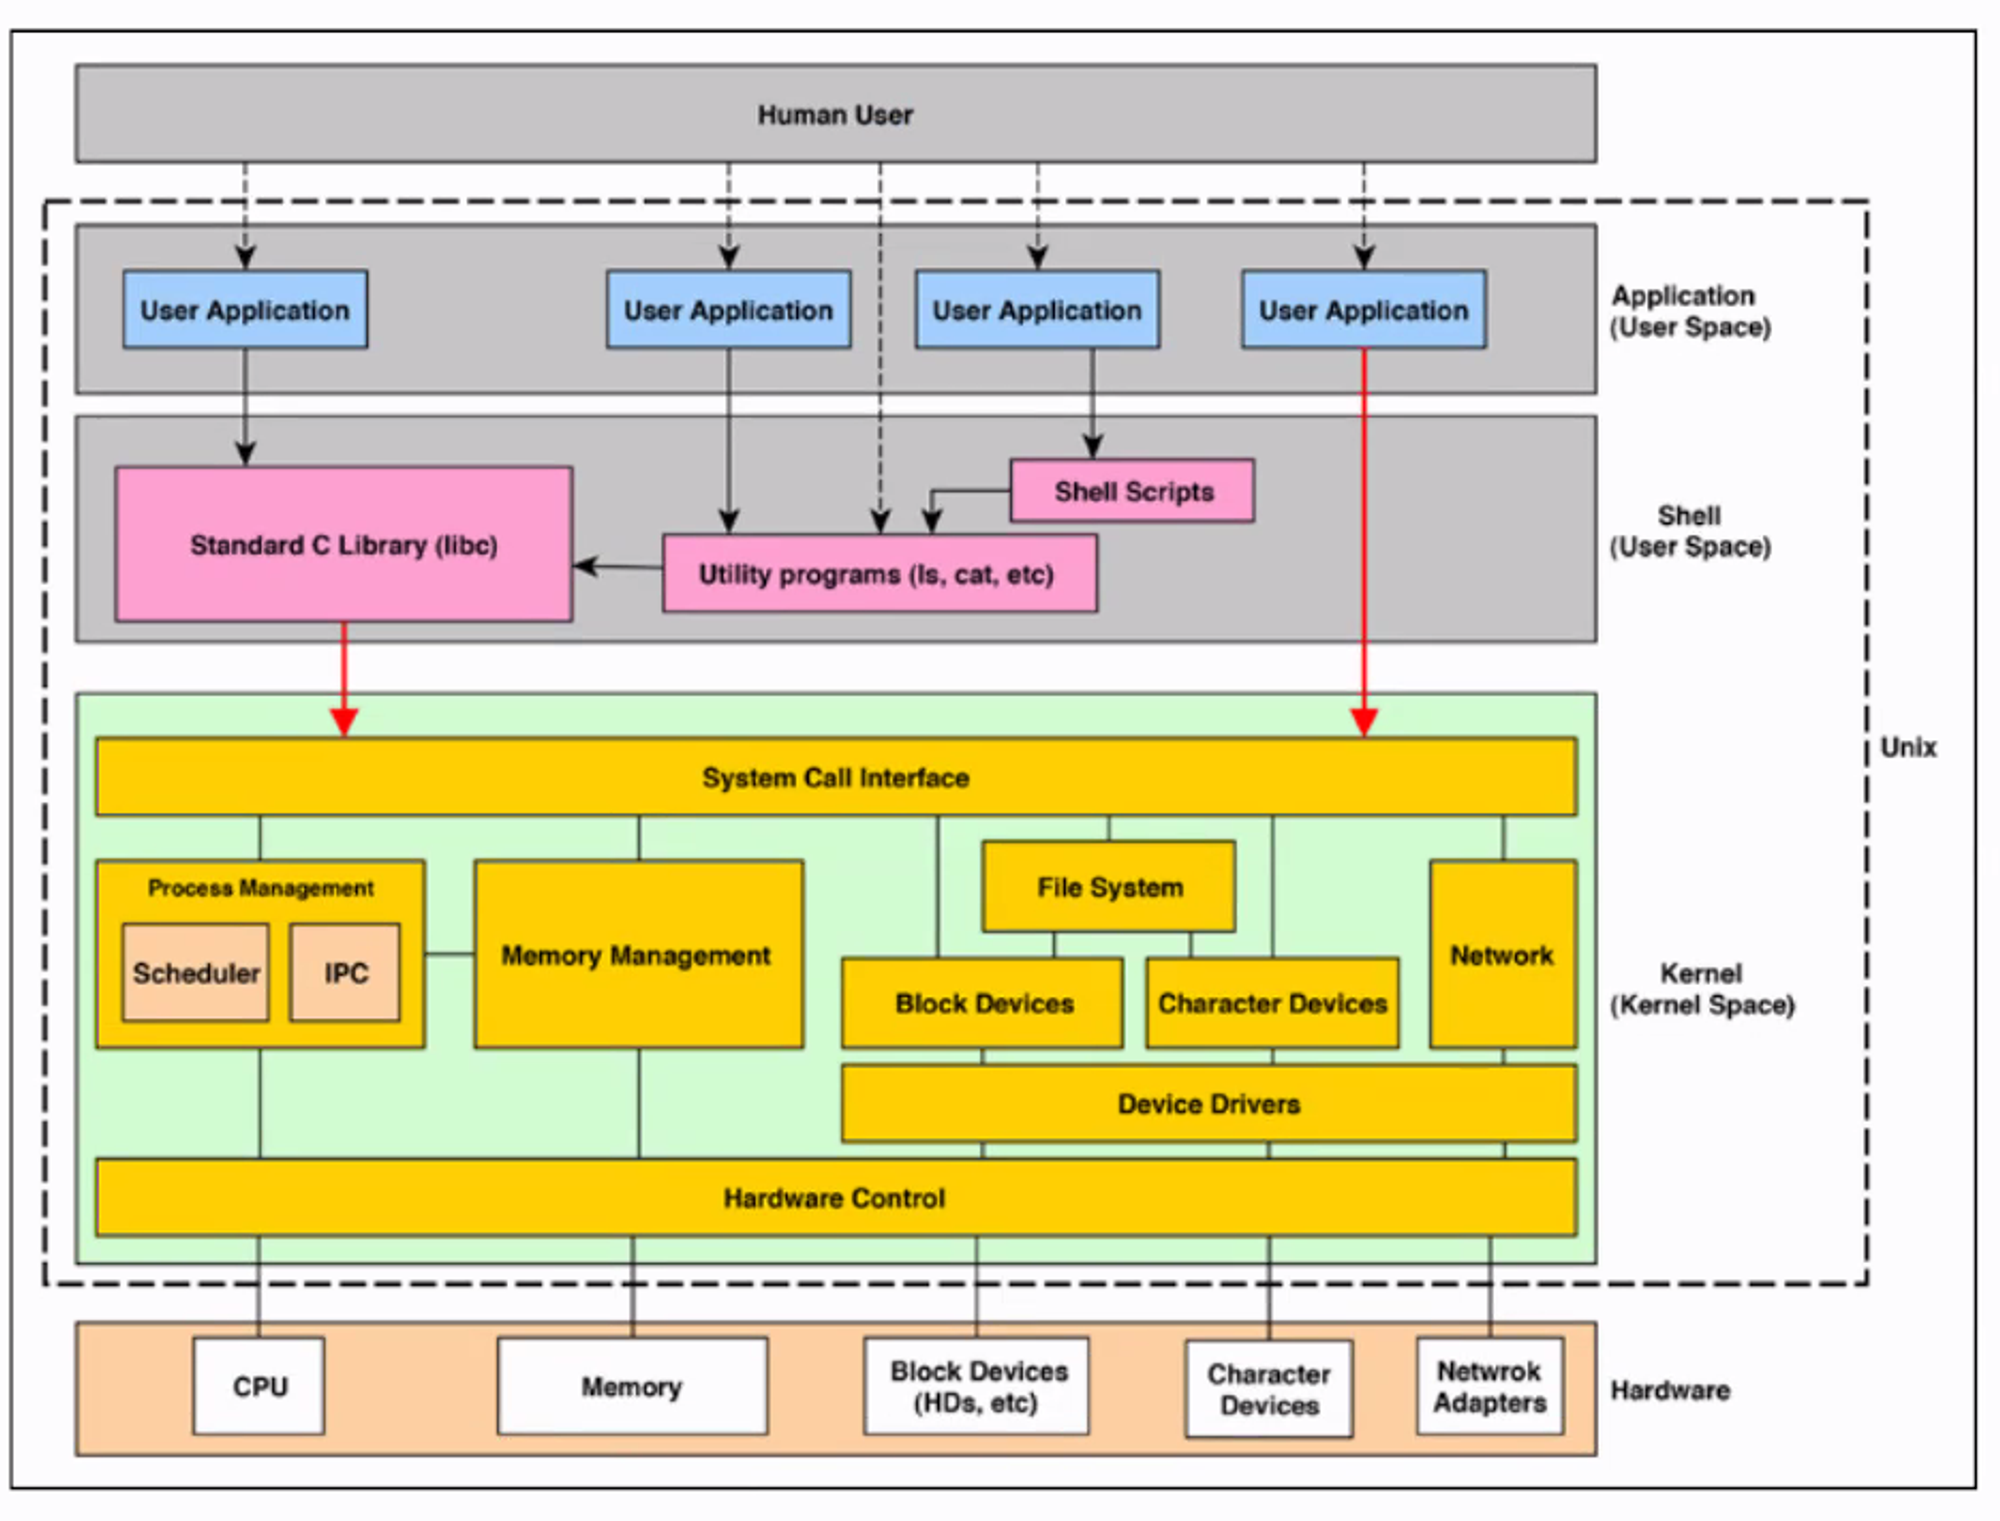 Human User
User Application
User Application
User Application
User Application
Application
(User Space)
Standard C Library (libc)
Utility programs (ls, cat, etc)
Shell Scripts
Shell
(User Space)
System Call Interface
Process Management
Scheduler
IPC
Memory Management
File System
Block Devices
Character Devices
Network
Device Drivers
Hardware Control
Kernel
(Kernel Space)
Unix
CPU
Memory
Block Devices
(HDs, etc)
Character
Devices
Netwrok
Adapters
Hardware